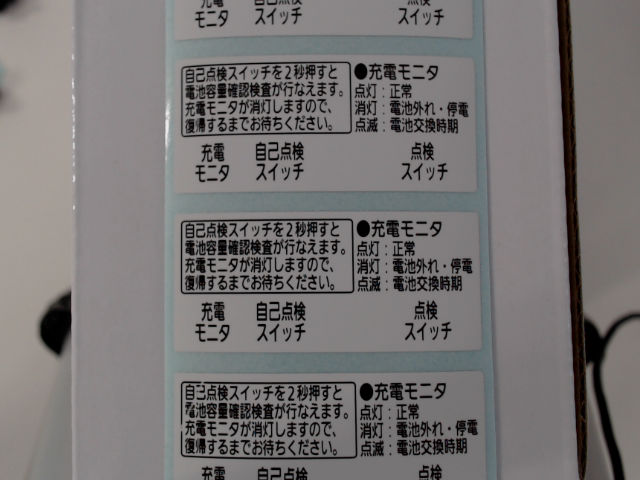 充電 自己点検 点検
モニタ スイッチ スイッチ
自己点検スイッチを2秒押すと
電池容量確認検査が行なえます。
充電モニタが消灯しますので、
復帰するまでお待ちください。
●充電モニタ
点灯：正常
消灯：電池外れ・停電
点滅：電池交換時期
充電 自己点検 点検
モニタ スイッチ スイッチ
自己点検スイッチを2秒押すと
電池容量確認検査が行なえます。
充電モニタが消灯しますので、
復帰するまでお待ちください。
●充電モニタ
点灯：正常
消灯：電池外れ・停電
点滅：電池交換時期
充電 自己点検 点検
モニタ スイッチ スイッチ
自己点検スイッチを2秒押すと
電池容量確認検査が行なえます。
充電モニタが消灯しますので、
復帰するまでお待ちください。
●充電モニタ
点灯：正常
消灯：電池外れ・停電
点滅：電池交換時期
充電 自己点検 点検